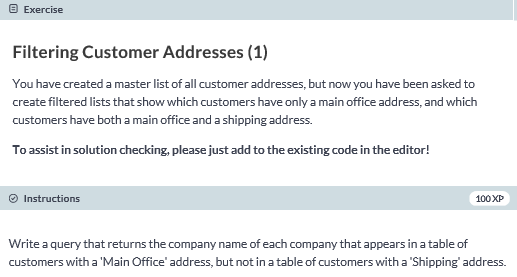 Exercise
Filtering Customer Addresses (1)
You have created a master list of all customer addresses, but now you have been asked to
create filtered lists that show which customers have only a main office address, and which
customers have both a main office and a shipping address.
To assist in solution checking, please just add to the existing code in the editor!
Instructions
100 XP
Write a query that returns the company name of each company that appears in a table of
customers with a 'Main Office' address, but not in a table of customers with a 'Shipping' address.